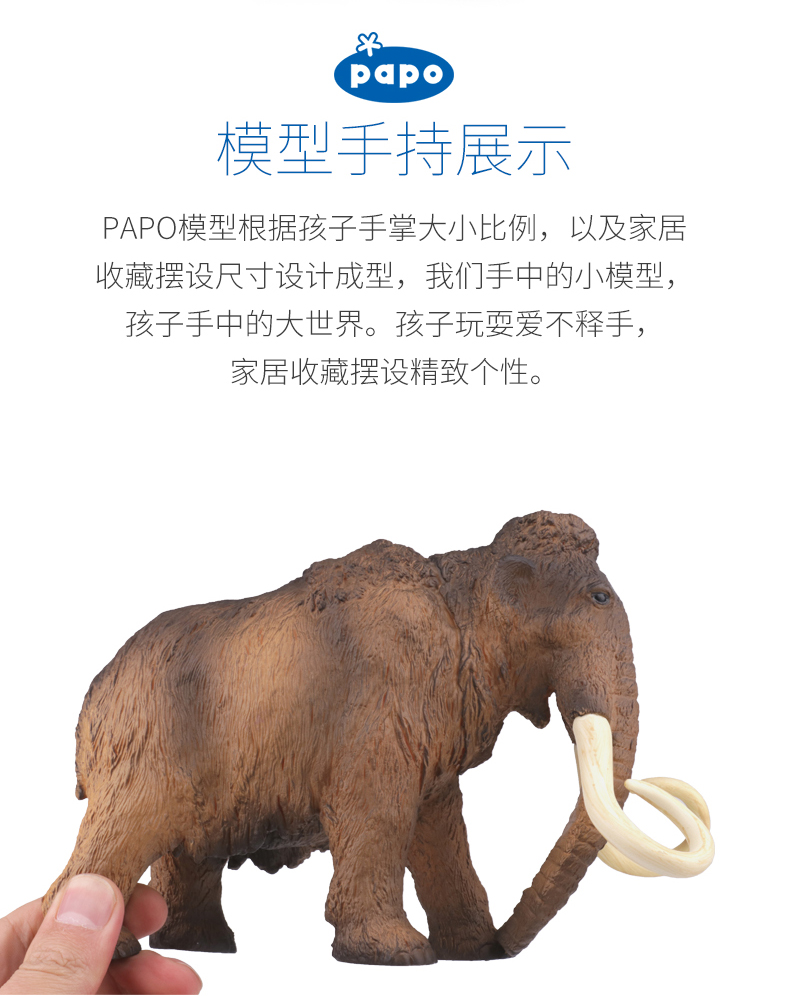 papo
模型手持展示
PAPO模型根据孩子手掌大小比例，以及家居
收藏摆设尺寸设计成型，我们手中的小模型，
孩子手中的大世界。孩子玩耍爱不释手，
家居收藏摆设精致个性。